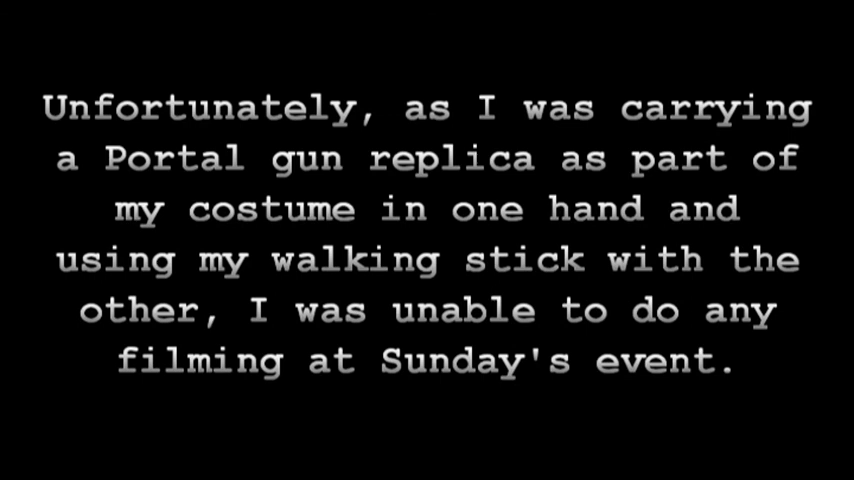 Unfortunately, as I was carrying
a Portal gun replica as part of
my costume in one hand and
using my walking stick with the
other, I was unable to do any
filming at Sunday's event.